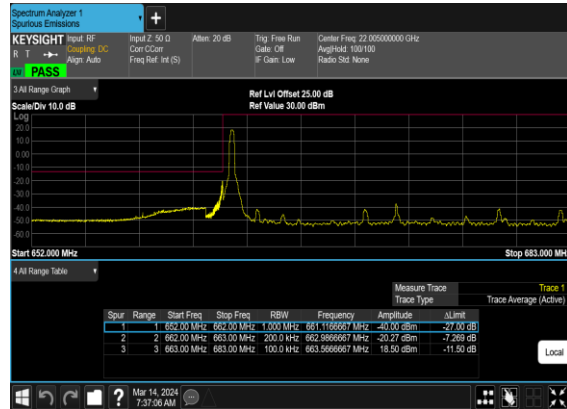 Spectrum Analyzer 1
Spurious Emissions
+
KEYSIGHT Input: RF Input Z: 50 Ω Atten: 20 dB Trig: Free Run Center Freq: 22.005000000 GHz
R T Coupling: DC Corr CCorr Gate: Off Avg|Hold: 100/100
Align: Auto Freq Ref: Int (S) IF Gain: Low Radio Std: None
PASS
3 All Range Graph
Ref Lvl Offset 25.00 dB
Scale/Div 10.0 dB Ref Value 30.00 dBm
Log
20.0
10.0
0.00
-10.0
-20.0
-30.0
-40.0
-50.0
-60.0
Start 652.000 MHz Stop 683.000 MH
4 All Range Table
Measure Trace Trace 1
Trace Type Trace Average (Active)
Spur Range Start Freq Stop Freq RBW Frequency Amplitude ΔLimit
1 1 652.00 MHz 662.00 MHz 1.000 MHz 661.1166667 MHz -40.00 dBm -27.00 dB
2 2 662.00 MHz 663.00 MHz 200.0 kHz 662.9866667 MHz -20.27 dBm -7.269 dB
3 3 663.00 MHz 683.00 MHz 100.0 kHz 663.5666667 MHz 18.50 dBm -11.50 dB
Local
? Mar 14, 2024
7:37:06 AM